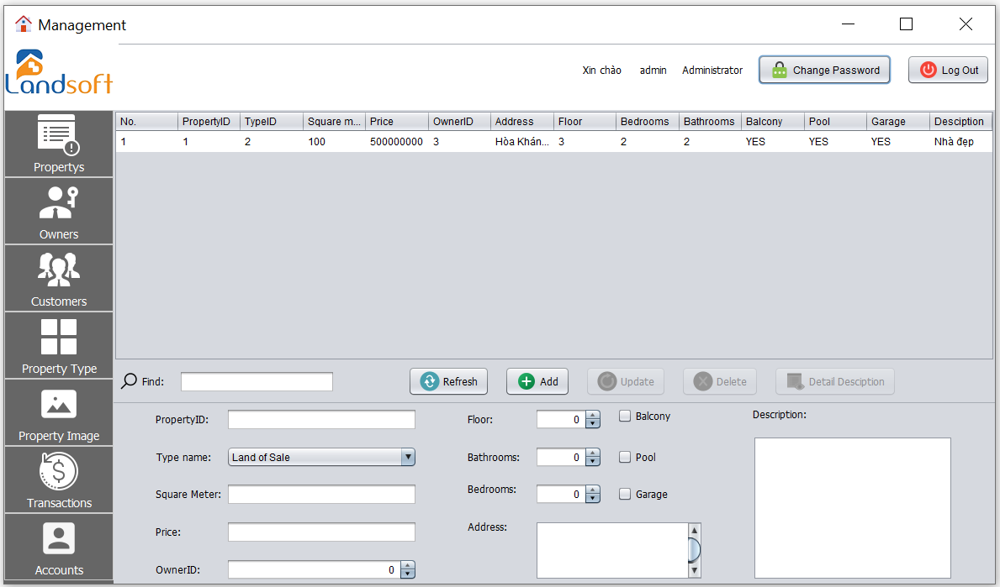 Management
Landsoft
Xin chào admin Administrator Change Password Log Out
No. PropertyID TypeID Square m... Price OwnerID Address Floor Bedrooms Bathrooms Balcony Pool Garage Desciption
1 1 2 100 500000000 3 Hòa Khán... 3 2 2 YES YES YES Nhà đẹp
Propertys
Owners
Customers
Property Type
Property Image
Transactions
Accounts
Find: Refresh Add Update Delete Detail Desciption
PropertyID: Floor: 0 Balcony Description:
Type name: Land of Sale Bathrooms: 0 Pool
Square Meter: Bedrooms: 0 Garage
Price: Address:
OwnerID: 0